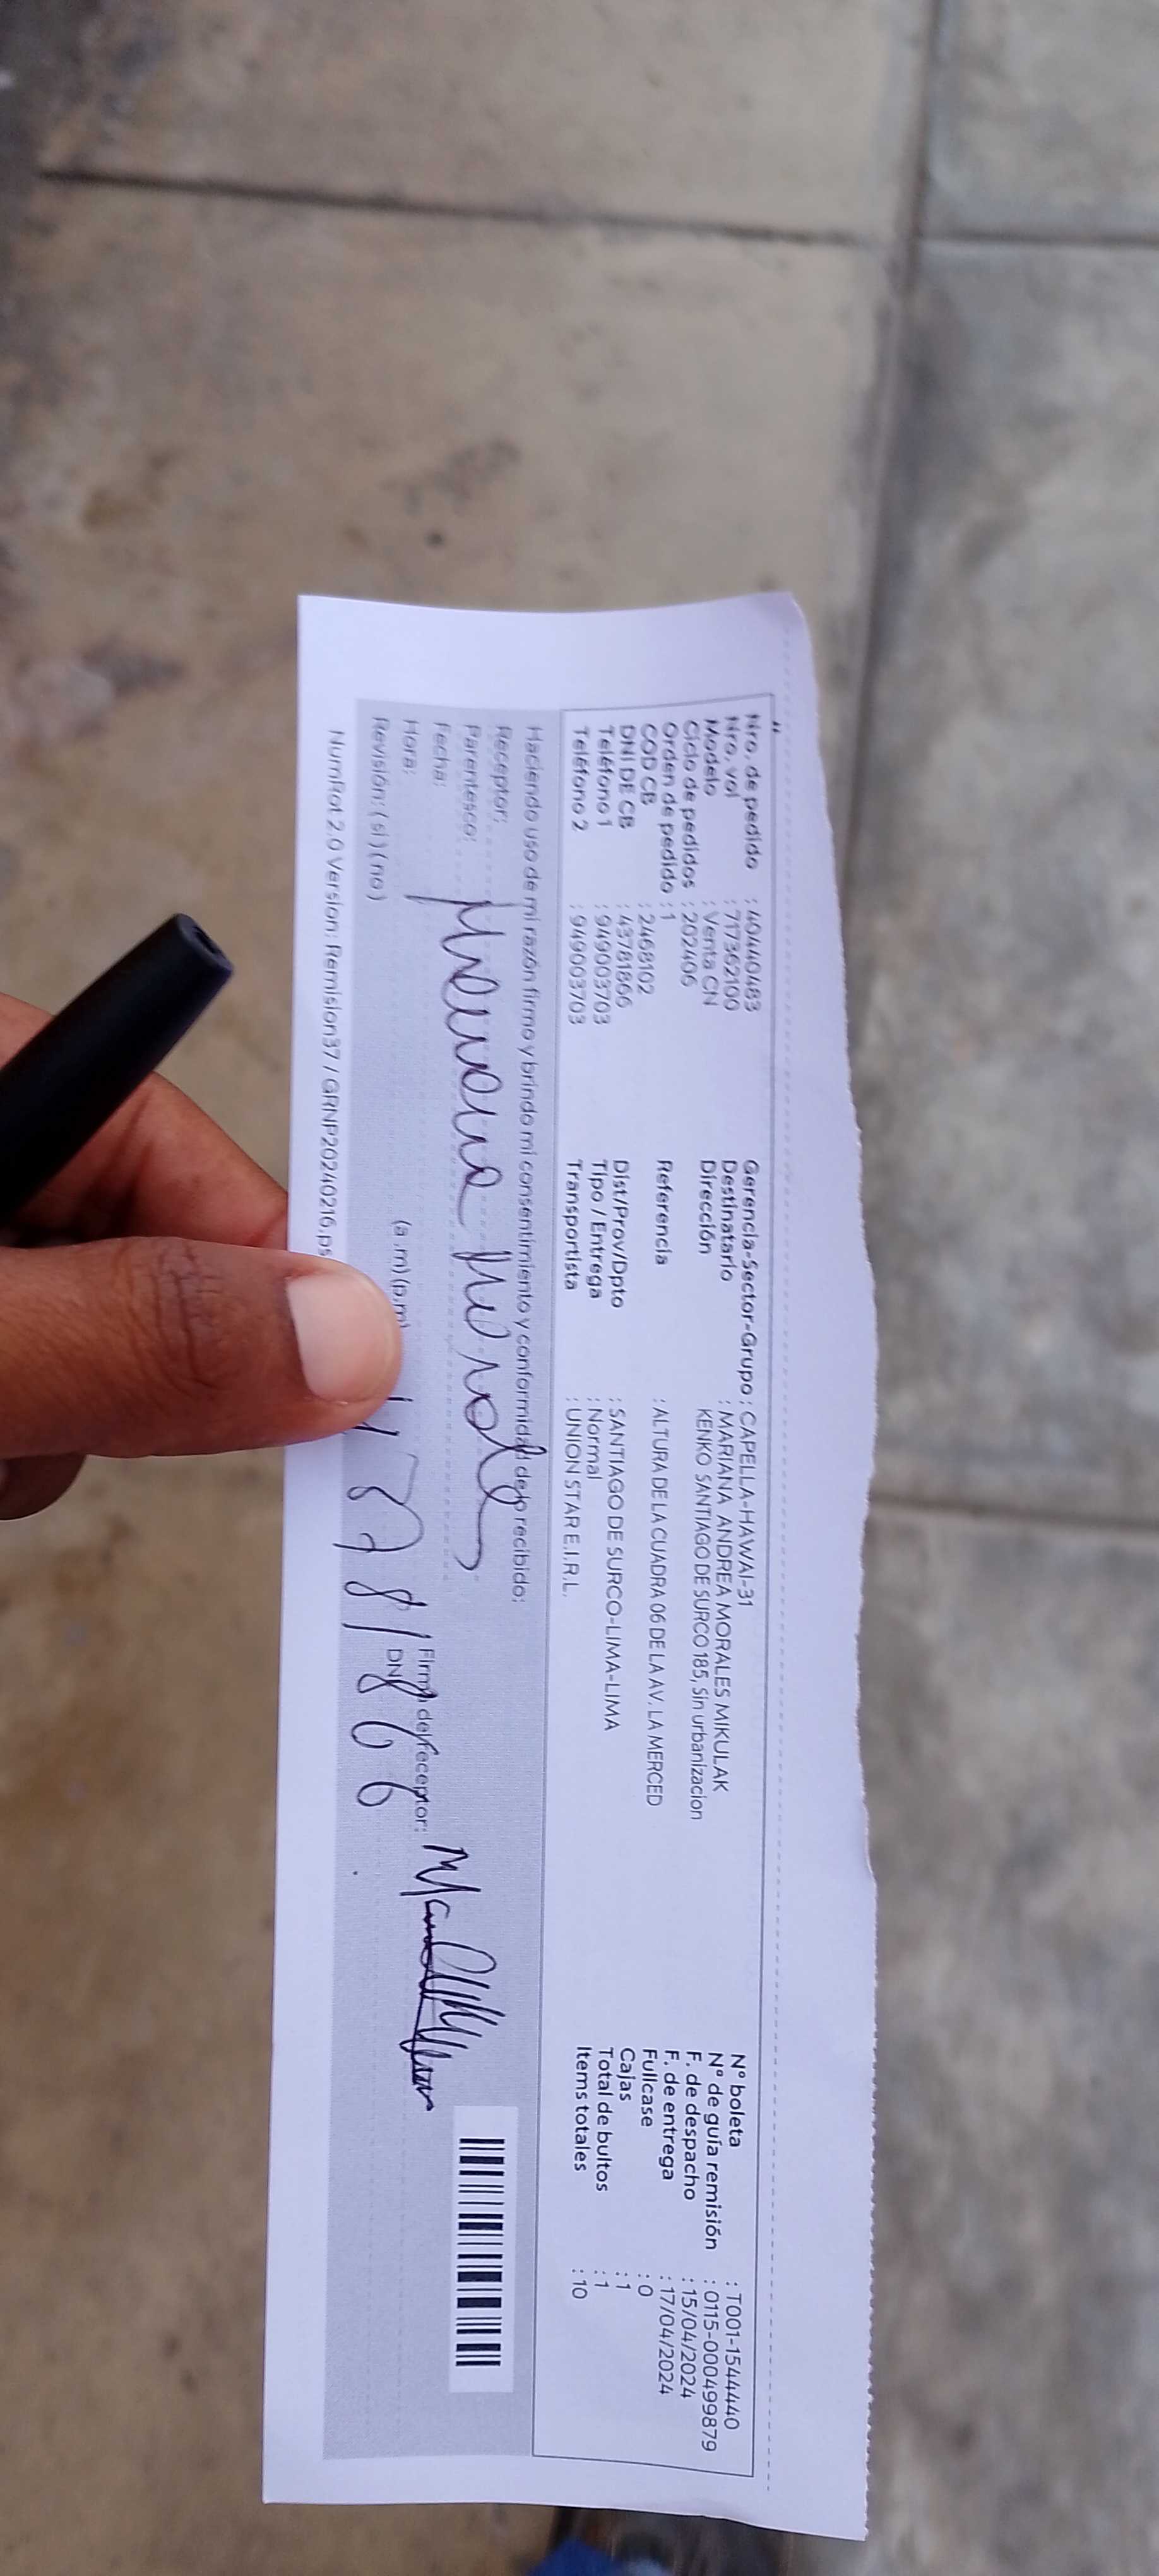 Nro. de pedido : 404440483
Nro. vol : 717362100
Modelo : Venta CN
Ciclo de pedidos : 202406
Orden de pedido : 1
COD CB : 2468102
DNI DE CB : 43781866
Teléfono 1 : 949003703
Teléfono 2 : 949003703
Gerencia-Sector-Grupo : CAPELLA-HAWAI-31
Destinatario : MARIANA ANDREA MORALES MIKULAK
Dirección KENKO SANTIAGO DE SURCO 185, Sin urbanizacion
Referencia : ALTURA DE LA CUADRA 06 DE LA AV. LA MERCED
Dist/Prov/Dpto : SANTIAGO DE SURCO-LIMA-LIMA
Tipo / Entrega : Normal
Transportista : UNION STAR E.I.R.L.
N° boleta : T001-1544440
N° de guía remisión : 0115-000499879
F. de despacho : 15/04/2024
F. de entrega : 17/04/2024
Fullcase : 0
Cajas : 1
Total de bultos : 1
Items totales : 10
Haciendo uso de mi razón firmo y brindo mi consentimiento y conformidad de lo recibido:
Receptor:
Parentesco:
Fecha:
Hora: (a.m) (p.m)
Revisión: (si) (no)
Firma del receptor:
DNI
NumRot 2.0 Version: Remision37 / GRNP20240216.ps